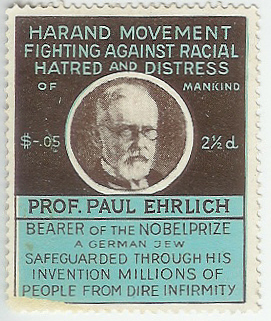 HARAND MOVEMENT
FIGHTING AGAINST RACIAL
HATRED AND DISTRESS
OF MANKIND
$-.05 2½ d.
PROF. PAUL EHRLICH
BEARER OF THE NOBELPRIZE
A GERMAN JEW
SAFEGUARDED THROUGH HIS
INVENTION MILLIONS OF
PEOPLE FROM DIRE INFIRMITY